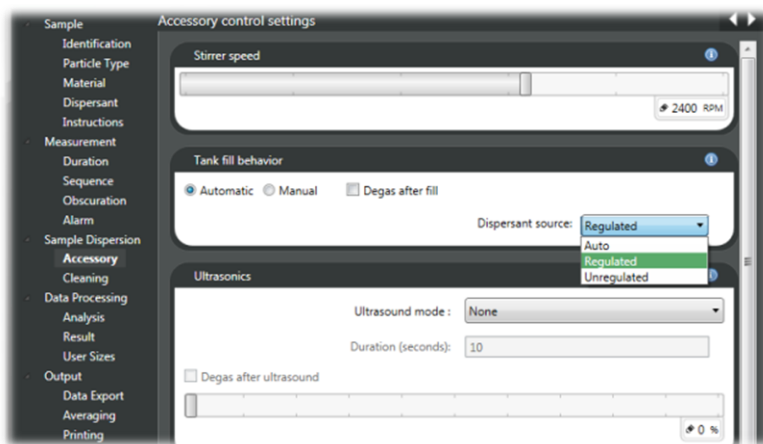 Sample
Identification
Particle Type
Material
Dispersant
Instructions
Measurement
Duration
Sequence
Obscuration
Alarm
Sample Dispersion
Accessory
Cleaning
Data Processing
Analysis
Result
User Sizes
Output
Data Export
Averaging
Printing
Accessory control settings
Stirrer speed
2400 RPM
Tank fill behavior
Automatic Manual Degas after fill
Dispersant source: Regulated
Auto
Regulated
Unregulated
Ultrasonics
Ultrasound mode : None
Duration (seconds): 10
Degas after ultrasound
0 %